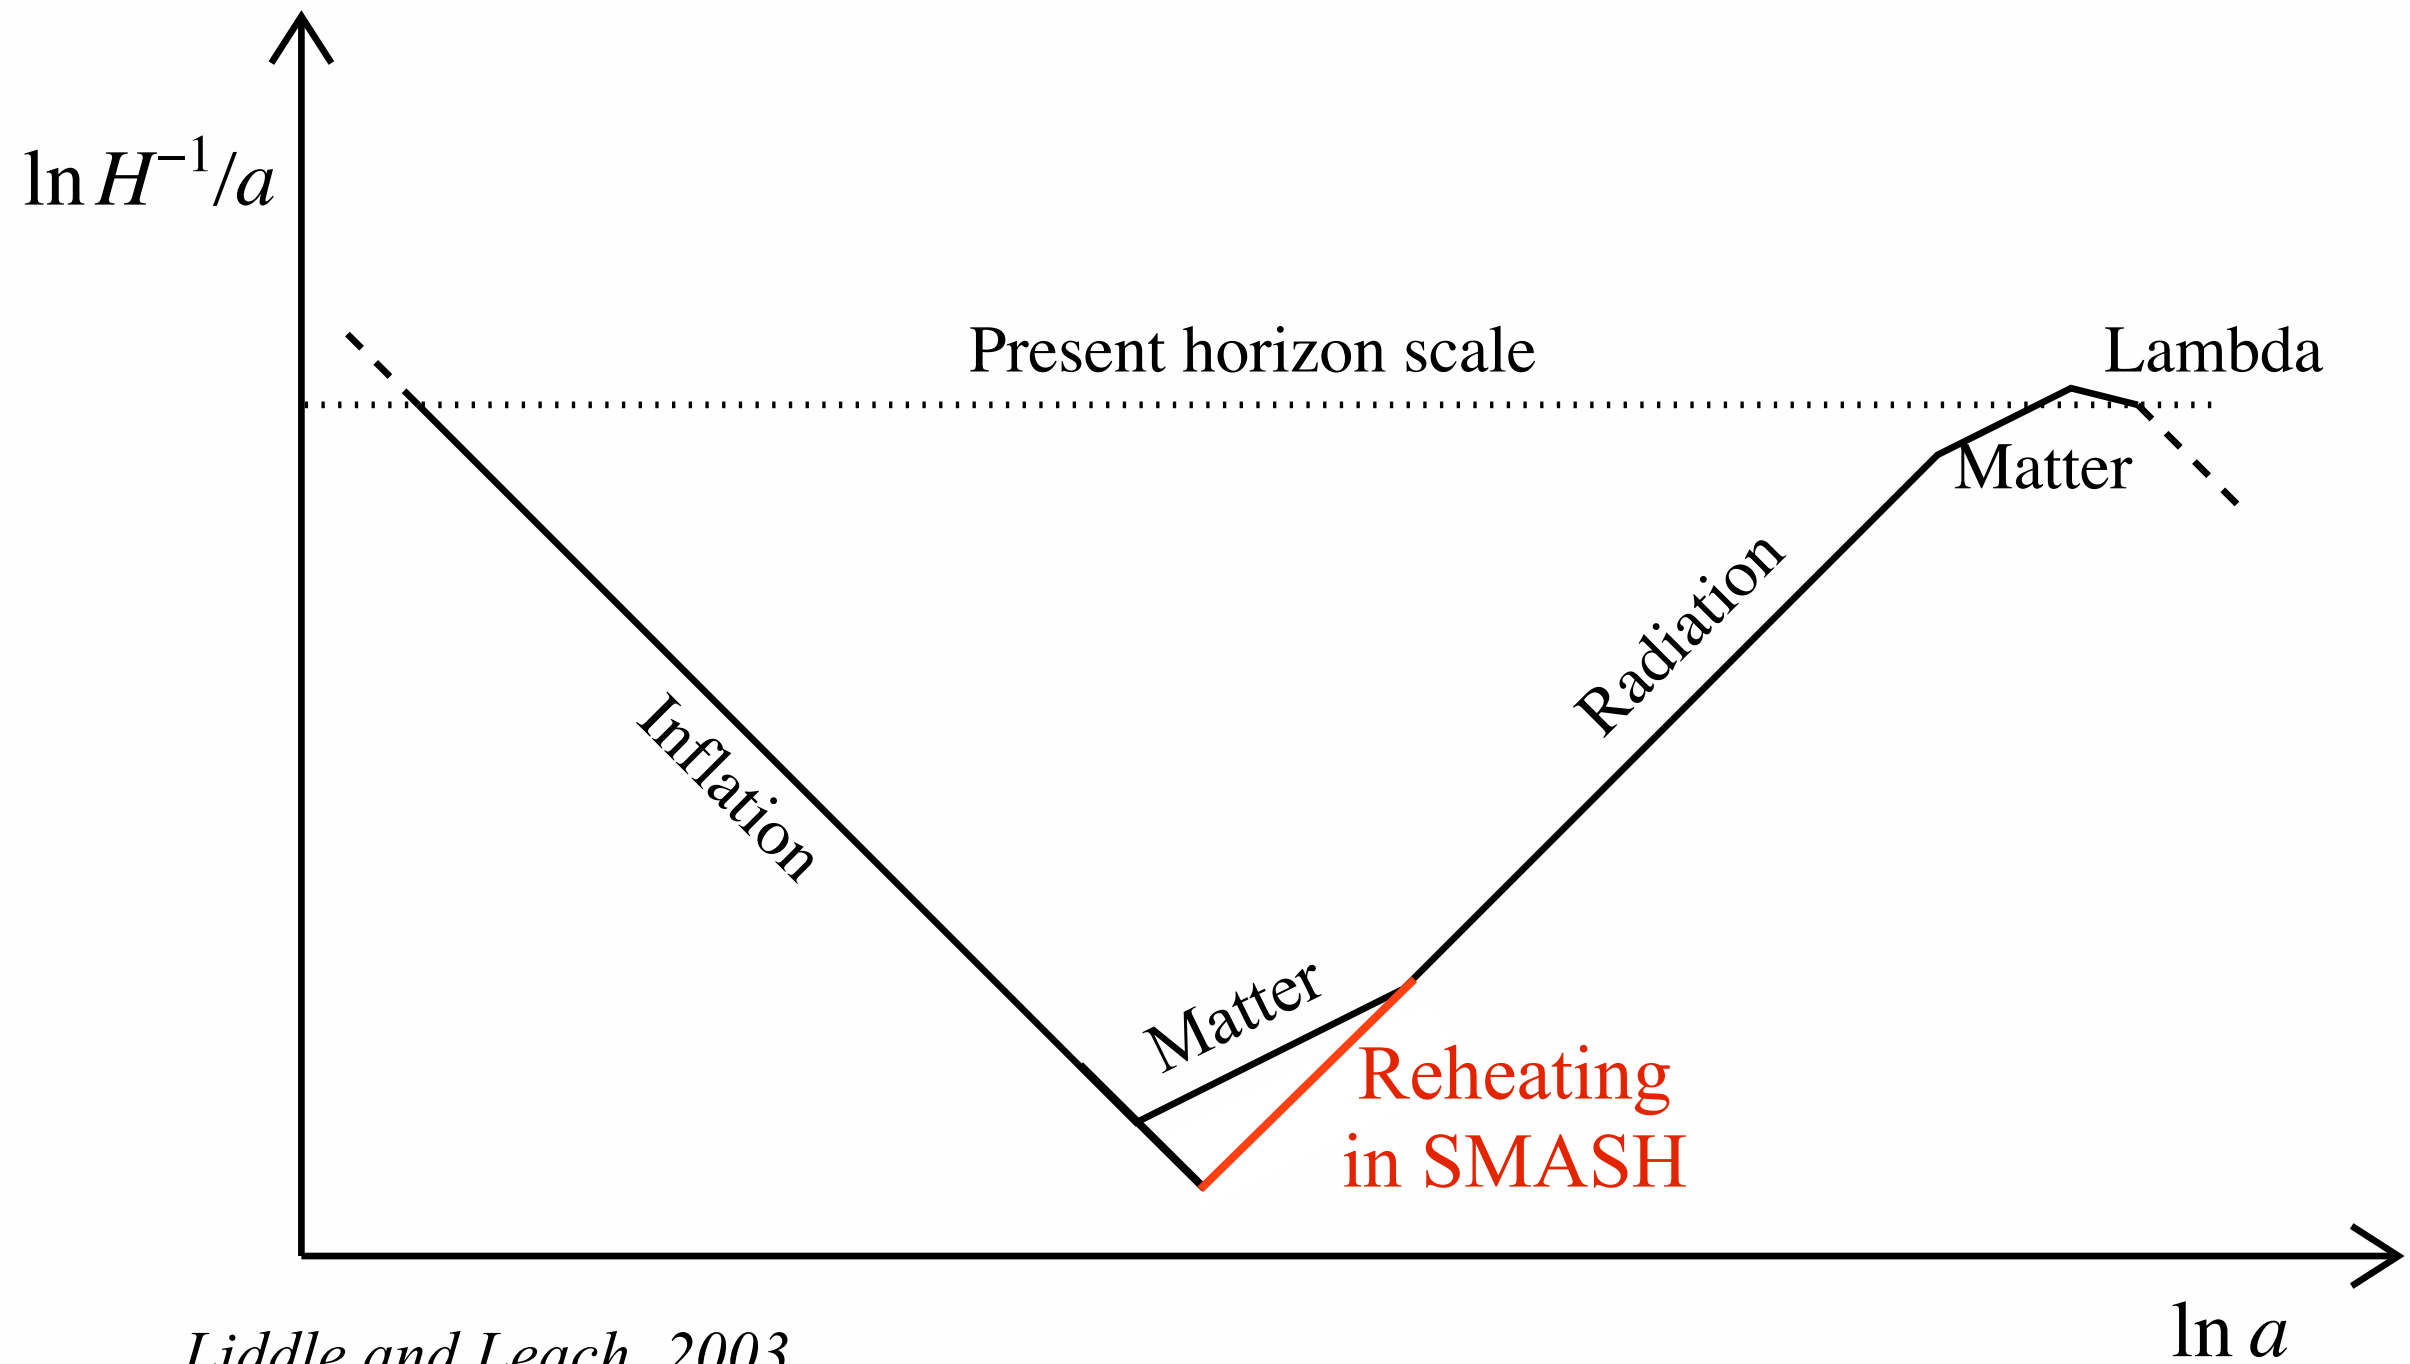 ln H⁻¹/a
Present horizon scale
Lambda
Matter
Radiation
Inflation
Matter
Reheating
in SMASH
ln a
Liddle and Leach, 2003